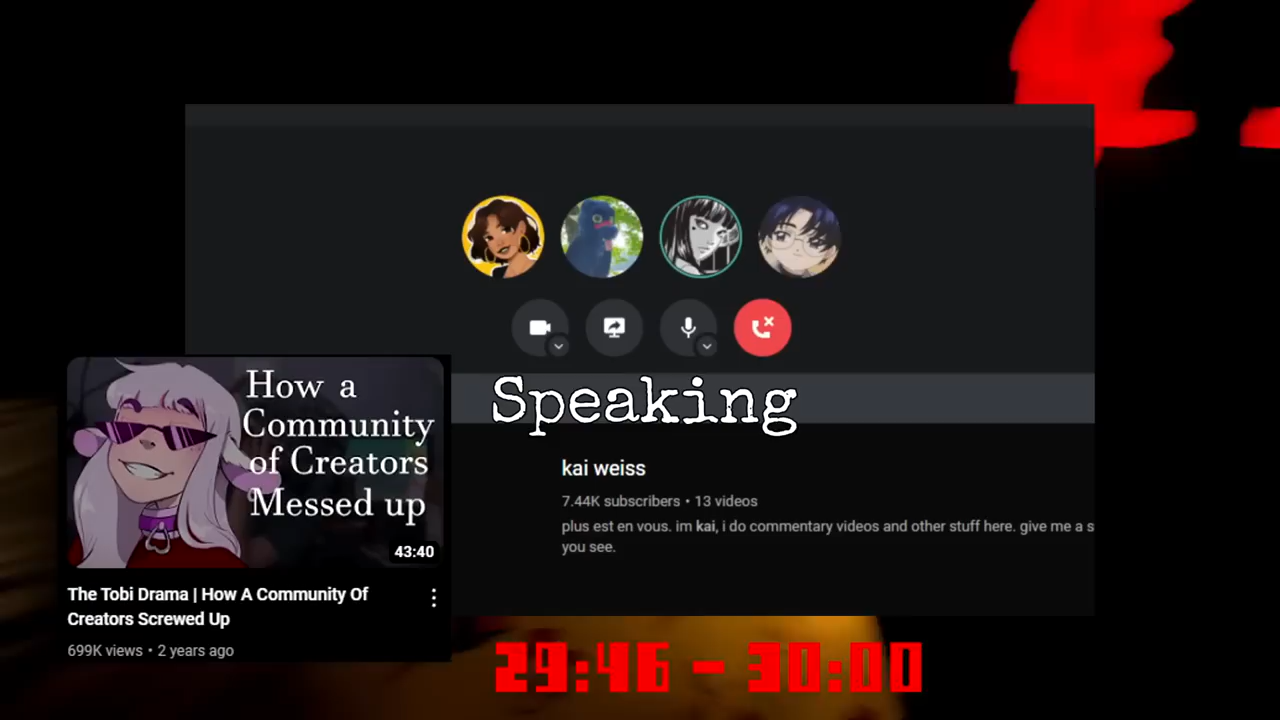 Speaking
kai weiss
7.44K subscribers • 13 videos
plus est en vous. im kai, i do commentary videos and other stuff here. give me a s
you see.
How a
Community
of Creators
Messed up
43:40
The Tobi Drama | How A Community Of
Creators Screwed Up
699K views • 2 years ago
29:46 - 30:00